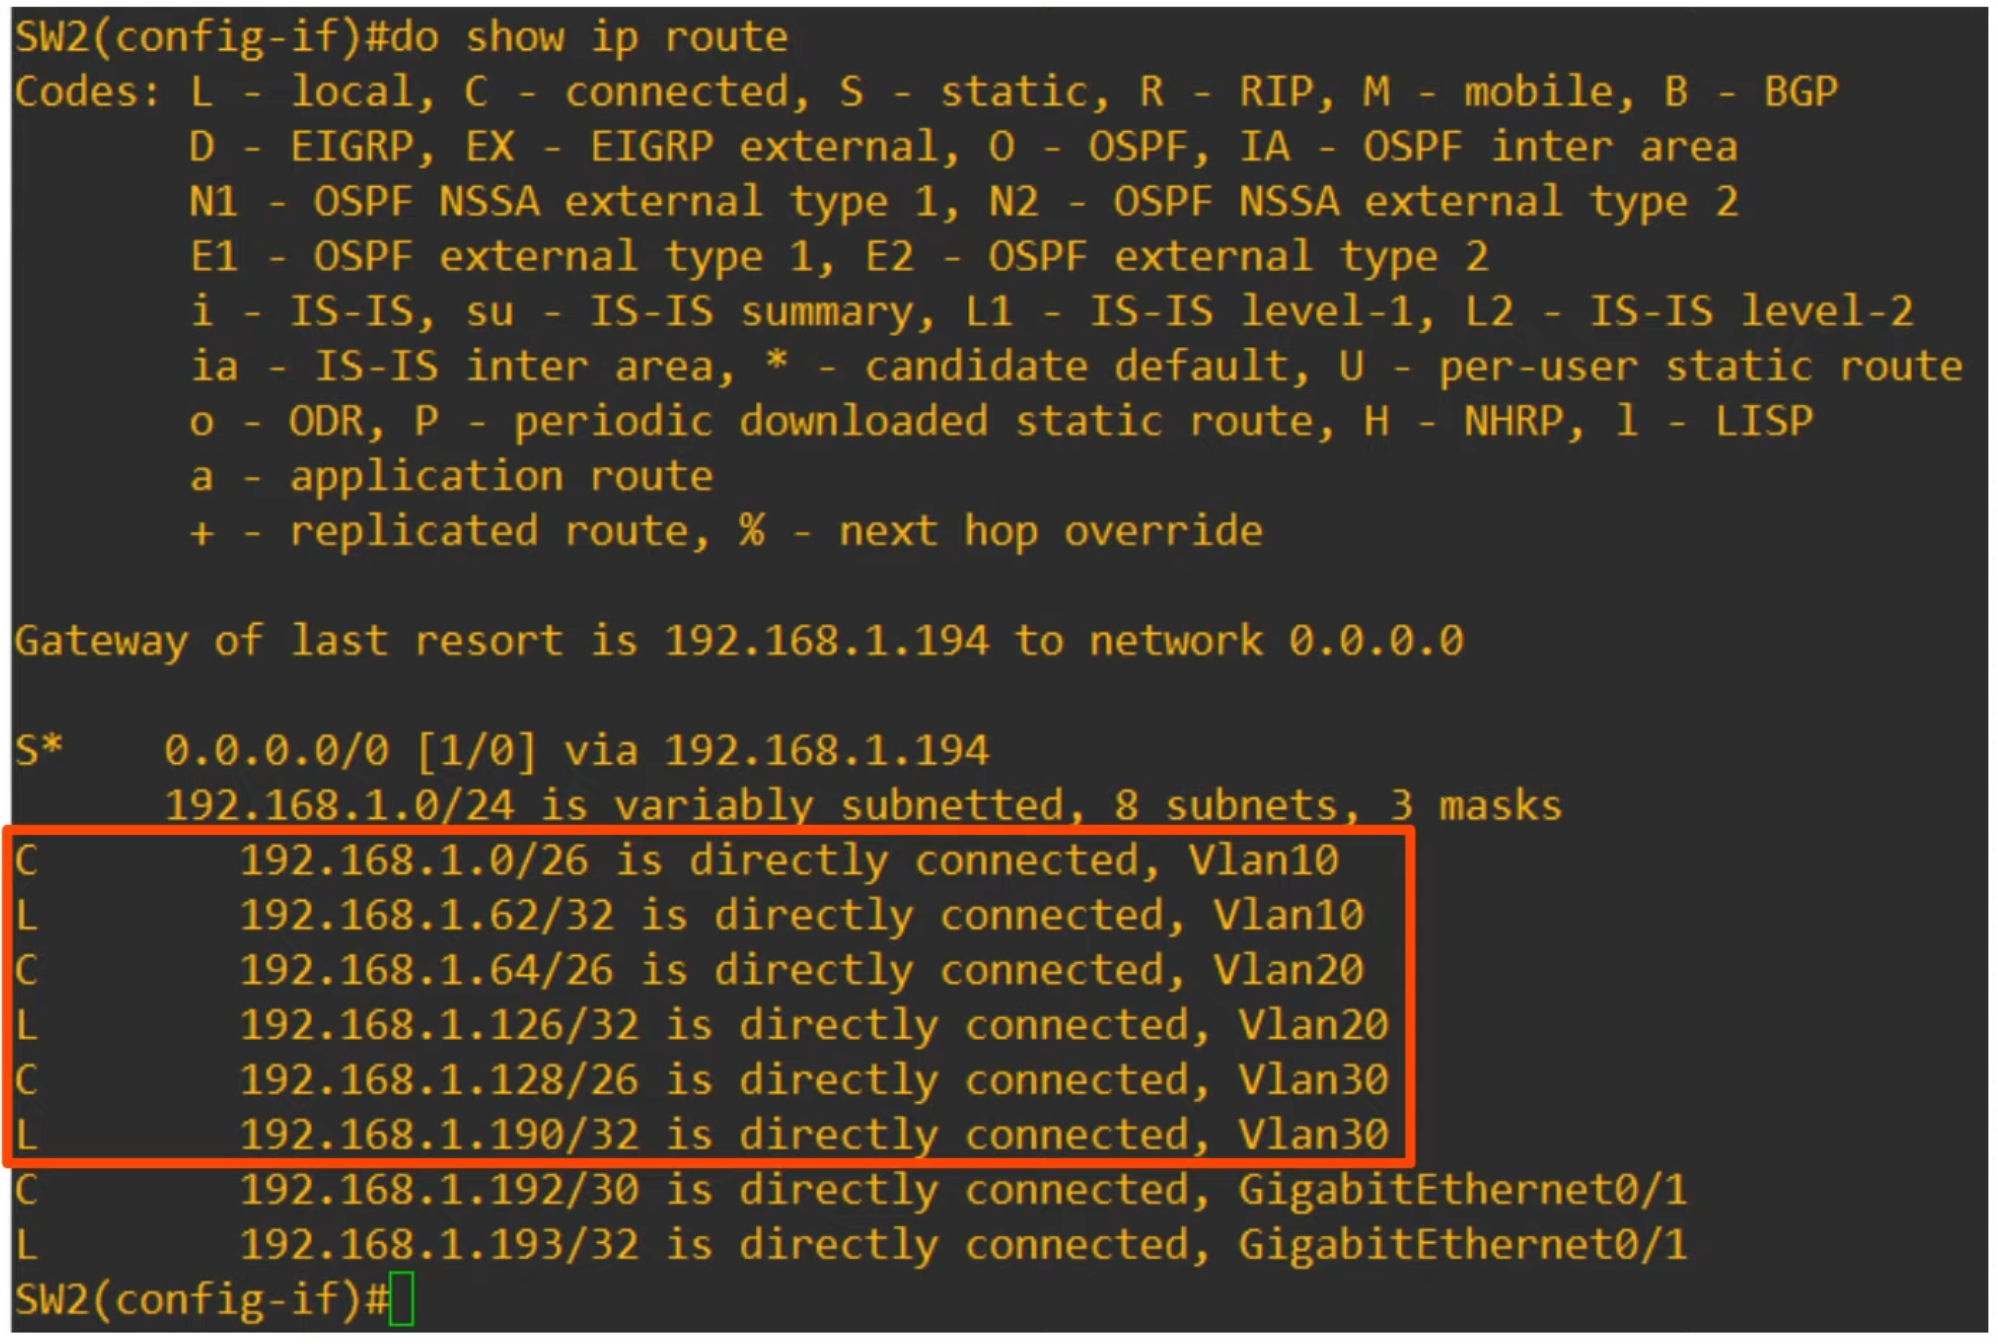 SW2(config-if)#do show ip route
Codes: L - local, C - connected, S - static, R - RIP, M - mobile, B - BGP
D - EIGRP, EX - EIGRP external, O - OSPF, IA - OSPF inter area
N1 - OSPF NSSA external type 1, N2 - OSPF NSSA external type 2
E1 - OSPF external type 1, E2 - OSPF external type 2
i - IS-IS, su - IS-IS summary, L1 - IS-IS level-1, L2 - IS-IS level-2
ia - IS-IS inter area, * - candidate default, U - per-user static route
o - ODR, P - periodic downloaded static route, H - NHRP, l - LISP
a - application route
+ - replicated route, % - next hop override
Gateway of last resort is 192.168.1.194 to network 0.0.0.0
S* 0.0.0.0/0 [1/0] via 192.168.1.194
192.168.1.0/24 is variably subnetted, 8 subnets, 3 masks
C 192.168.1.0/26 is directly connected, Vlan10
L 192.168.1.62/32 is directly connected, Vlan10
C 192.168.1.64/26 is directly connected, Vlan20
L 192.168.1.126/32 is directly connected, Vlan20
C 192.168.1.128/26 is directly connected, Vlan30
L 192.168.1.190/32 is directly connected, Vlan30
C 192.168.1.192/30 is directly connected, GigabitEthernet0/1
L 192.168.1.193/32 is directly connected, GigabitEthernet0/1
SW2(config-if)#